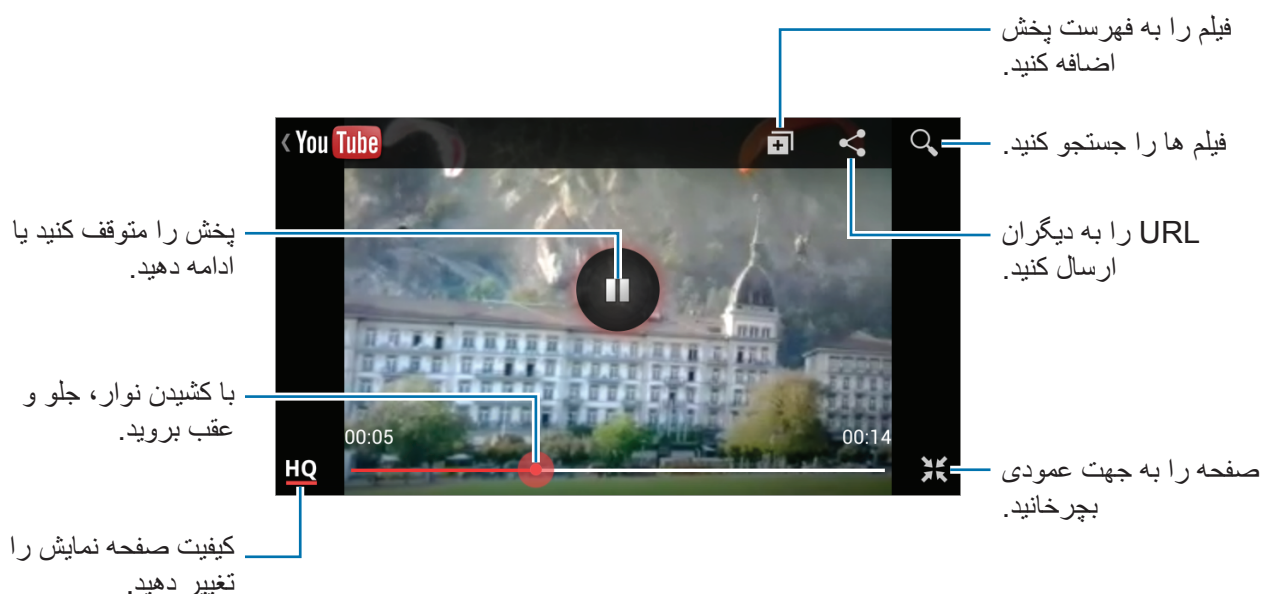 فیلم را به فهرست پخش
اضافه کنید.
فیلم ها را جستجو کنید.
URL را به دیگران
ارسال کنید.
صفحه را به جهت عمودی
بچرخانید.
You Tube
00:05
00:14
HQ
پخش را متوقف کنید یا
ادامه دهید.
با کشیدن نوار، جلو و
عقب بروید.
کیفیت صفحه نمایش را
تغییر دهید.